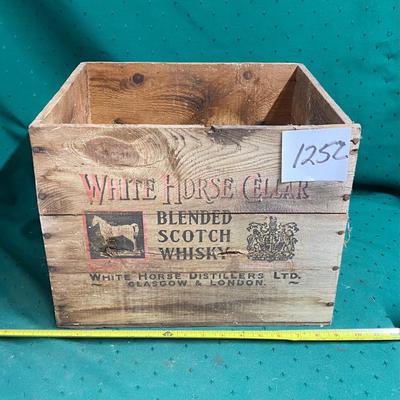 1252
WHITE HORSE CELLAR
BLENDED
SCOTCH
WHISKY
WHITE HORSE DISTILLERS LTD.
~ GLASGOW & LONDON. ~